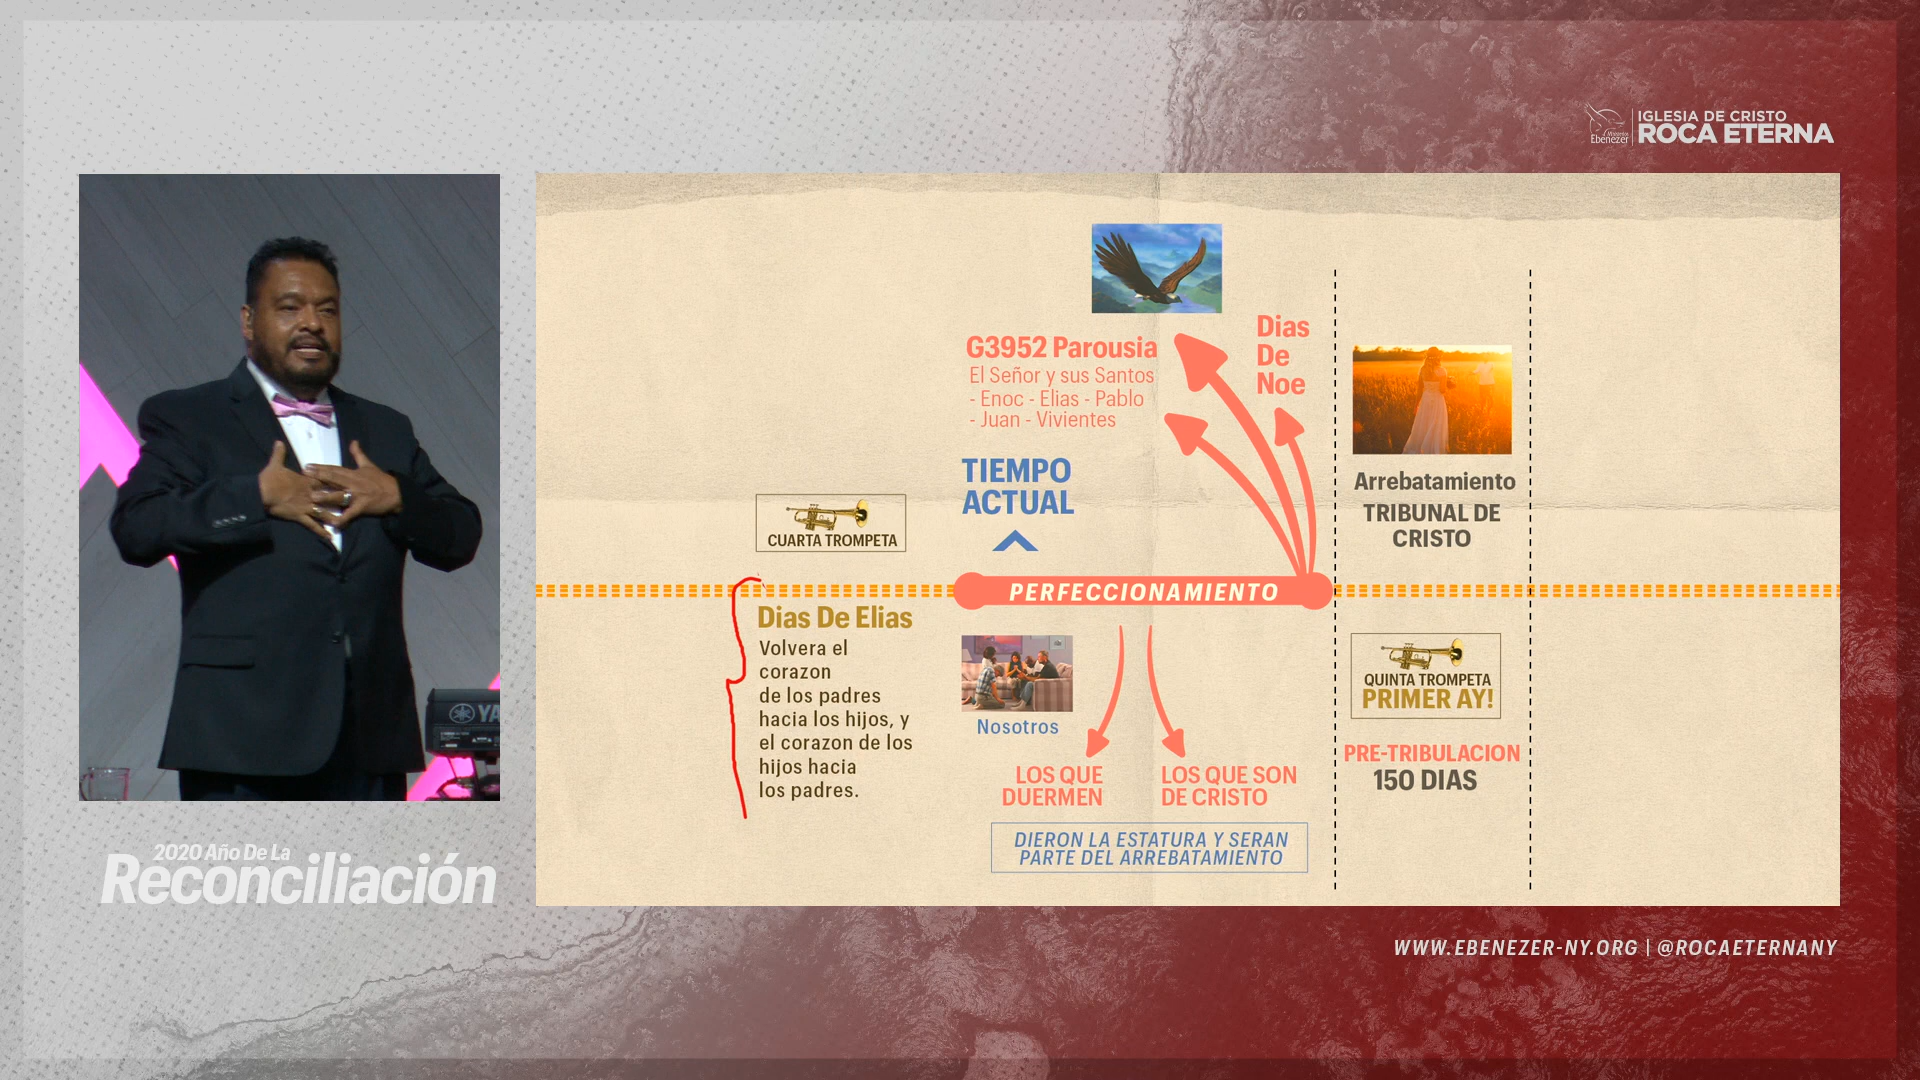 Ministerios
Ebenezer
IGLESIA DE CRISTO
ROCA ETERNA
G3952 Parousia
El Señor y sus Santos
- Enoc - Elias - Pablo
- Juan - Vivientes
Dias
De
Noe
TIEMPO
ACTUAL
CUARTA TROMPETA
Arrebatamiento
TRIBUNAL DE
CRISTO
PERFECCIONAMIENTO
Dias De Elias
Volvera el
corazon
de los padres
hacia los hijos, y
el corazon de los
hijos hacia
los padres.
Nosotros
LOS QUE
DUERMEN
LOS QUE SON
DE CRISTO
DIERON LA ESTATURA Y SERAN
PARTE DEL ARREBATAMIENTO
QUINTA TROMPETA
PRIMER AY!
PRE-TRIBULACION
150 DIAS
YA
2020 Año De La
Reconciliación
WWW.EBENEZER-NY.ORG | @ROCAETERNANY